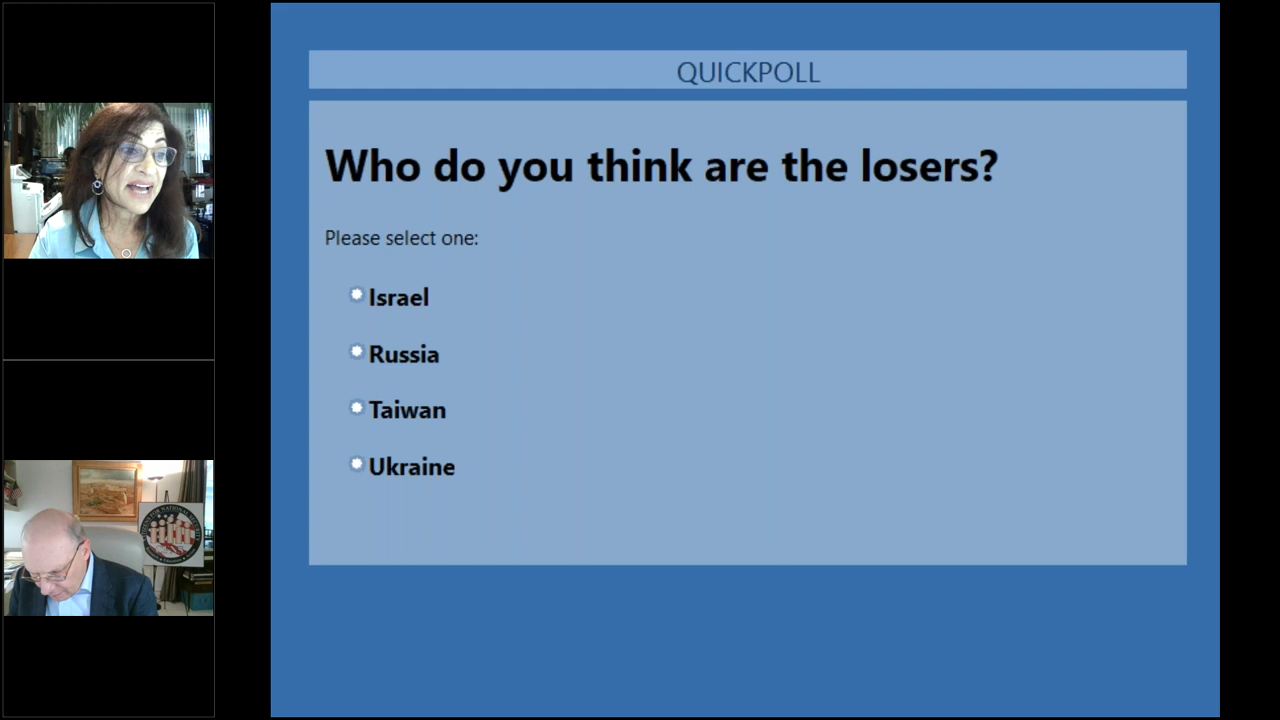 QUICKPOLL
Who do you think are the losers?
Please select one:
Israel
Russia
Taiwan
Ukraine